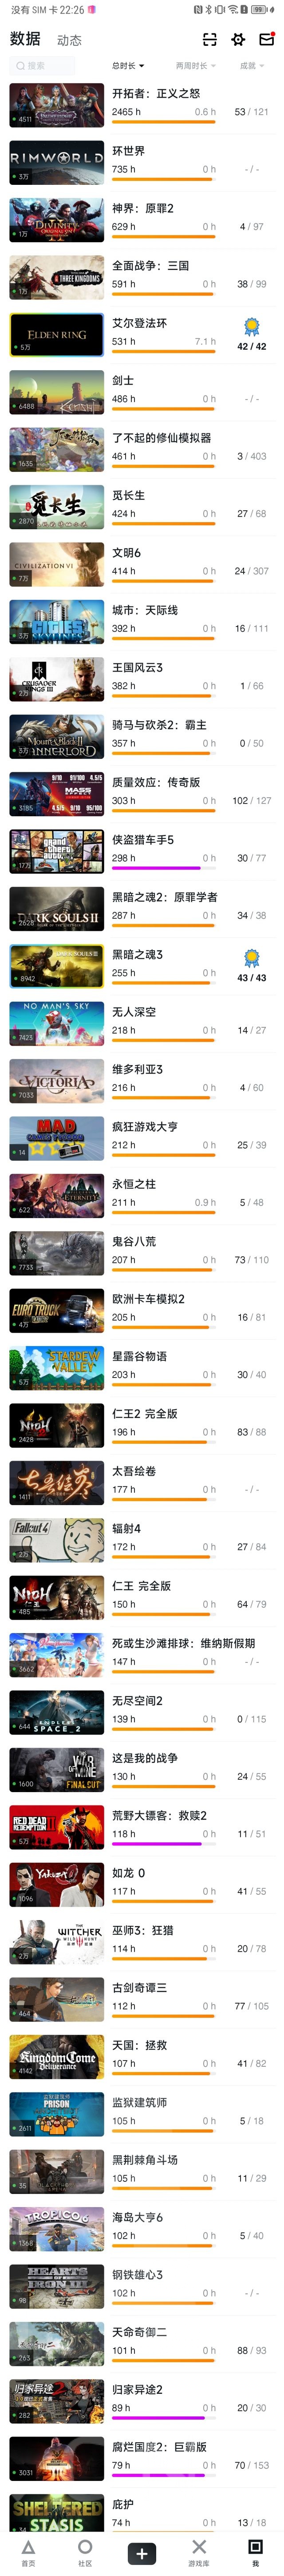 没有 SIM 卡 22:26
99
数据 动态
搜索 总时长 两周时长 成就
4511
开拓者：正义之怒
2465 h 0.6 h 53 / 121
RIMWORLD
3万
环世界
735 h 0 h - / -
DIVINITY
1万
神界：原罪2
629 h 0 h 4 / 97
THREE KINGDOMS
1万
全面战争：三国
591 h 0 h 38 / 99
ELDEN RING
5万
艾尔登法环
531 h 7.1 h 42 / 42
6488
剑士
486 h 0 h - / -
1635
了不起的修仙模拟器
461 h 0 h 3 / 403
觅长生
2870
觅长生
424 h 0 h 27 / 68
CIVILIZATION VI
7万
文明6
414 h 0 h 24 / 307
CITIES SKYLINES
3万
城市：天际线
392 h 0 h 16 / 111
CRUSADER KINGS III
2万
王国风云3
382 h 0 h 1 / 66
MOUNT & BLADE II
BANNERLORD
5万
骑马与砍杀2：霸主
357 h 0 h 0 / 50
9/10 91/100 4.5/5
MASS
4.5 9/10 95/100
3185
质量效应：传奇版
303 h 0 h 102 / 127
grand theft auto
17万
侠盗猎车手5
298 h 0 h 30 / 77
DARK SOULS II
2628
黑暗之魂2：原罪学者
287 h 0 h 34 / 38
DARK SOULS III
8942
黑暗之魂3
255 h 0 h 43 / 43
NO MAN'S SKY
7423
无人深空
218 h 0 h 14 / 27
VICTORIA 3
7033
维多利亚3
216 h 0 h 4 / 60
MAD
14
疯狂游戏大亨
212 h 0 h 25 / 39
ETERNITY
622
永恒之柱
211 h 0.9 h 5 / 48
7733
鬼谷八荒
207 h 0 h 73 / 110
EURO TRUCK
4万
欧洲卡车模拟2
205 h 0 h 16 / 81
STARDEW VALLEY
5万
星露谷物语
203 h 0 h 30 / 40
NIOH
2428
仁王2 完全版
196 h 0 h 83 / 88
1411
太吾绘卷
177 h 0 h - / -
Fallout 4
2万
辐射4
172 h 0 h 27 / 84
NIOH
仁王
485
仁王 完全版
150 h 0 h 64 / 79
3662
死或生沙滩排球：维纳斯假期
147 h 0 h - / -
ENDLESS SPACE 2
644
无尽空间2
139 h 0 h 0 / 115
WAR OF MINE
FINAL CUT
1600
这是我的战争
130 h 0 h 24 / 55
RED DEAD
5万
荒野大镖客：救赎2
118 h 0 h 11 / 51
YAKUZA 0
1096
如龙 0
117 h 0 h 41 / 55
THE WITCHER
WILD HUNT
2万
巫师3：狂猎
114 h 0 h 20 / 78
464
古剑奇谭三
112 h 0 h 77 / 105
Kingdom Come
Deliverance
4142
天国：拯救
107 h 0 h 41 / 82
PRISON
2611
监狱建筑师
105 h 0 h 5 / 18
35
黑荆棘角斗场
105 h 0 h 11 / 29
TROPICO 6
1368
海岛大亨6
102 h 0 h 5 / 40
HEARTS OF IRON III
98
钢铁雄心3
102 h 0 h - / -
263
天命奇御二
101 h 0 h 88 / 93
归家异途2
282
归家异途2
89 h 0 h 20 / 30
3031
腐烂国度2：巨霸版
79 h 0 h 70 / 153
SHELTERED
STASIS
34
庇护
74 h 0 h 13 / 18
首页 社区 游戏库 我